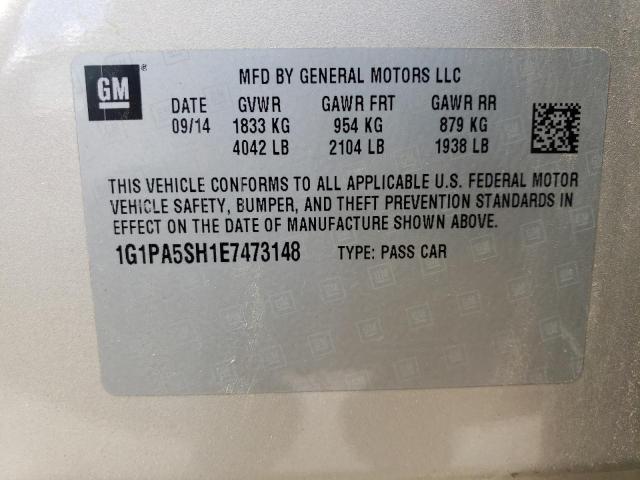 GM ®
MFD BY GENERAL MOTORS LLC
DATE GVWR GAWR FRT GAWR RR
09/14 1833 KG 954 KG 879 KG
4042 LB 2104 LB 1938 LB
THIS VEHICLE CONFORMS TO ALL APPLICABLE U.S. FEDERAL MOTOR
VEHICLE SAFETY, BUMPER, AND THEFT PREVENTION STANDARDS IN
EFFECT ON THE DATE OF MANUFACTURE SHOWN ABOVE.
1G1PA5SH1E7473148 TYPE: PASS CAR